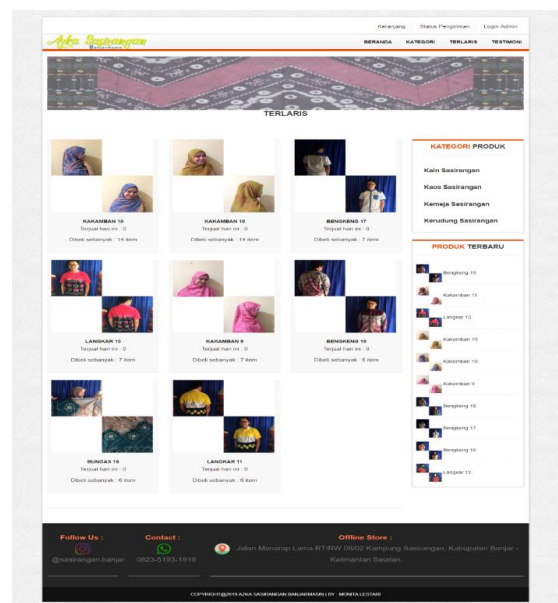 Keranjang Status Pengiriman Login Admin
Azka Sasirangan
Banjarmasin
BERANDA KATEGORI TERLARIS TESTIMONI
TERLARIS
KAKAMBAN 10
Terjual hari ini : 0
Dibeli sebanyak : 14 item
KAKAMBAN 18
Terjual hari ini : 0
Dibeli sebanyak : 14 item
BENGKENG 17
Terjual hari ini : 0
Dibeli sebanyak : 7 item
LANGKAR 13
Terjual hari ini : 0
Dibeli sebanyak : 7 item
KAKAMBAN 9
Terjual hari ini : 0
Dibeli sebanyak : 7 item
Terjual hari ini : 0
Dibeli sebanyak : 6 item
BUNGAS 16
Terjual hari ini : 0
Dibeli sebanyak : 6 item
LANGKAR 11
Terjual hari ini : 0
Dibeli sebanyak : 6 item
KATEGORI PRODUK
Kain Sasirangan
Kaos Sasirangan
Kemeja Sasirangan
Kerudung Sasirangan
PRODUK TERBARU
Bengkeng 19
Kakamban 11
Langkar 13
Kakamban 18
Kakamban 10
Kakamban 9
Bengkeng 18
Bengkeng 17
Langkar 12
Follow Us :
@sasirangan.banjar
Contact :
0823-5193-1919
Offline Store :
Jalan Manarap Lama RT/RW 09/02 Kampung Sasirangan, Kabupaten Banjar -
Kalimantan Selatan.
COPYRIGHT@2019 AZKA SASIRANGAN BANJARMASIN | BY : MONITA LESTARI